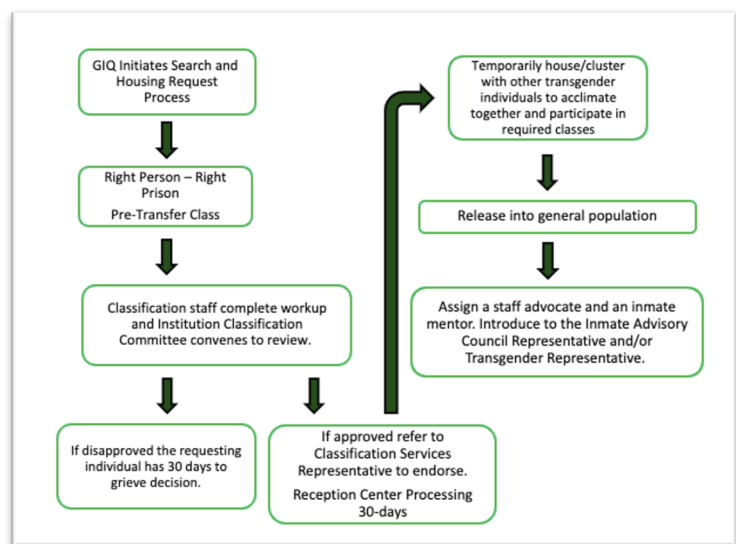 GIQ Initiates Search and
Housing Request
Process
Right Person – Right
Prison
Pre-Transfer Class
Classification staff complete workup
and Institution Classification
Committee convenes to review.
If disapproved the requesting
individual has 30 days to
grieve decision.
If approved refer to
Classification Services
Representative to endorse.
Reception Center Processing
30-days
Temporarily house/cluster
with other transgender
individuals to acclimate
together and participate in
required classes
Release into general population
Assign a staff advocate and an inmate
mentor. Introduce to the Inmate Advisory
Council Representative and/or
Transgender Representative.